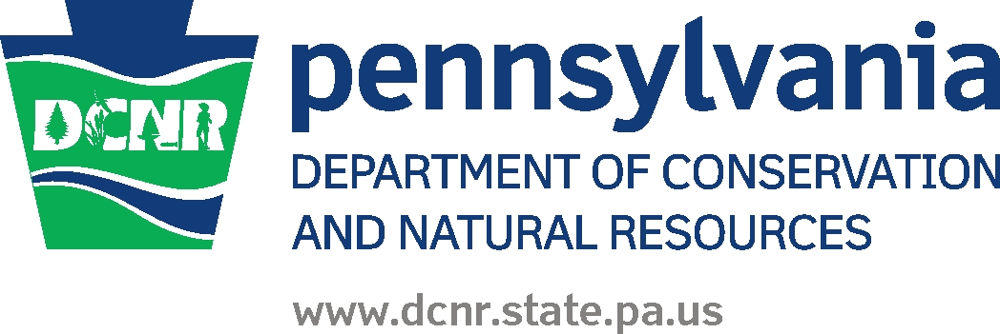 DCNR
pennsylvania
DEPARTMENT OF CONSERVATION
AND NATURAL RESOURCES
www.dcnr.state.pa.us